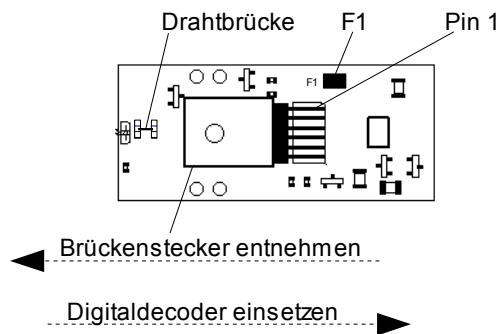 Drahtbrücke F1 Pin 1
F1
Brückenstecker entnehmen
Digitaldecoder einsetzen